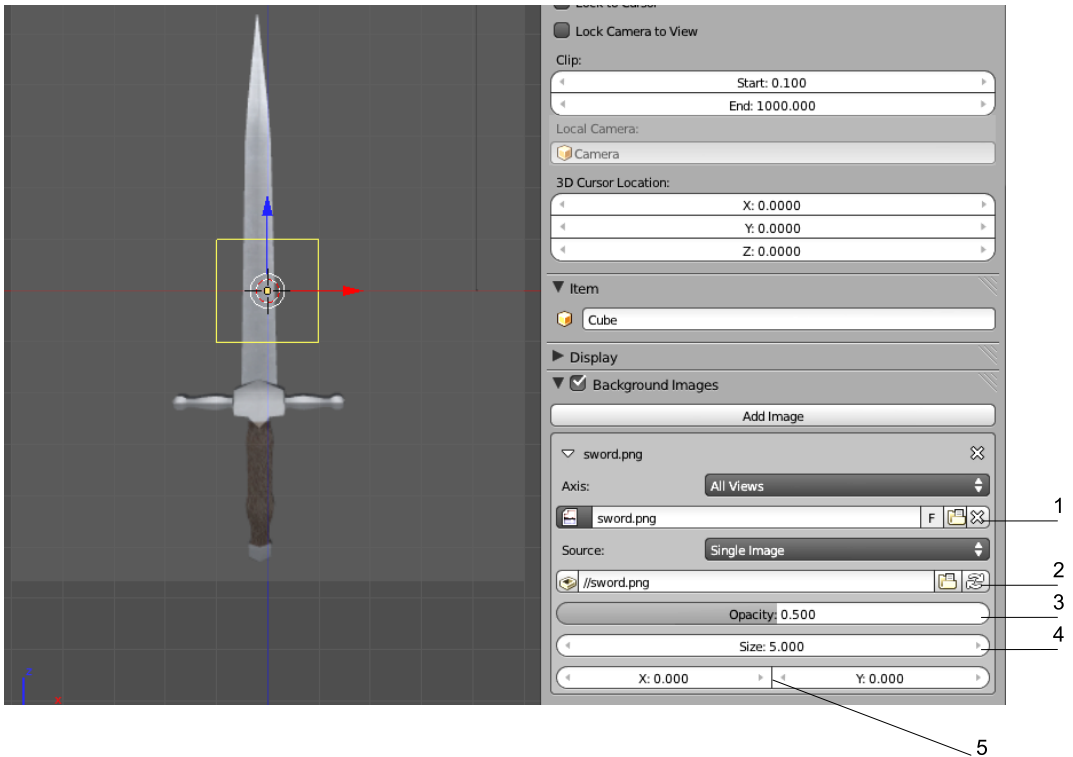 Lock to Cursor
Lock Camera to View
Clip:
Start: 0.100
End: 1000.000
Local Camera:
Camera
3D Cursor Location:
X: 0.0000
Y: 0.0000
Z: 0.0000
Item
Cube
Display
Background Images
Add Image
sword.png
Axis: All Views
1
sword.png F
Source: Single Image
2
//sword.png
3
Opacity: 0.500
4
Size: 5.000
X: 0.000 Y: 0.000
z
x
5